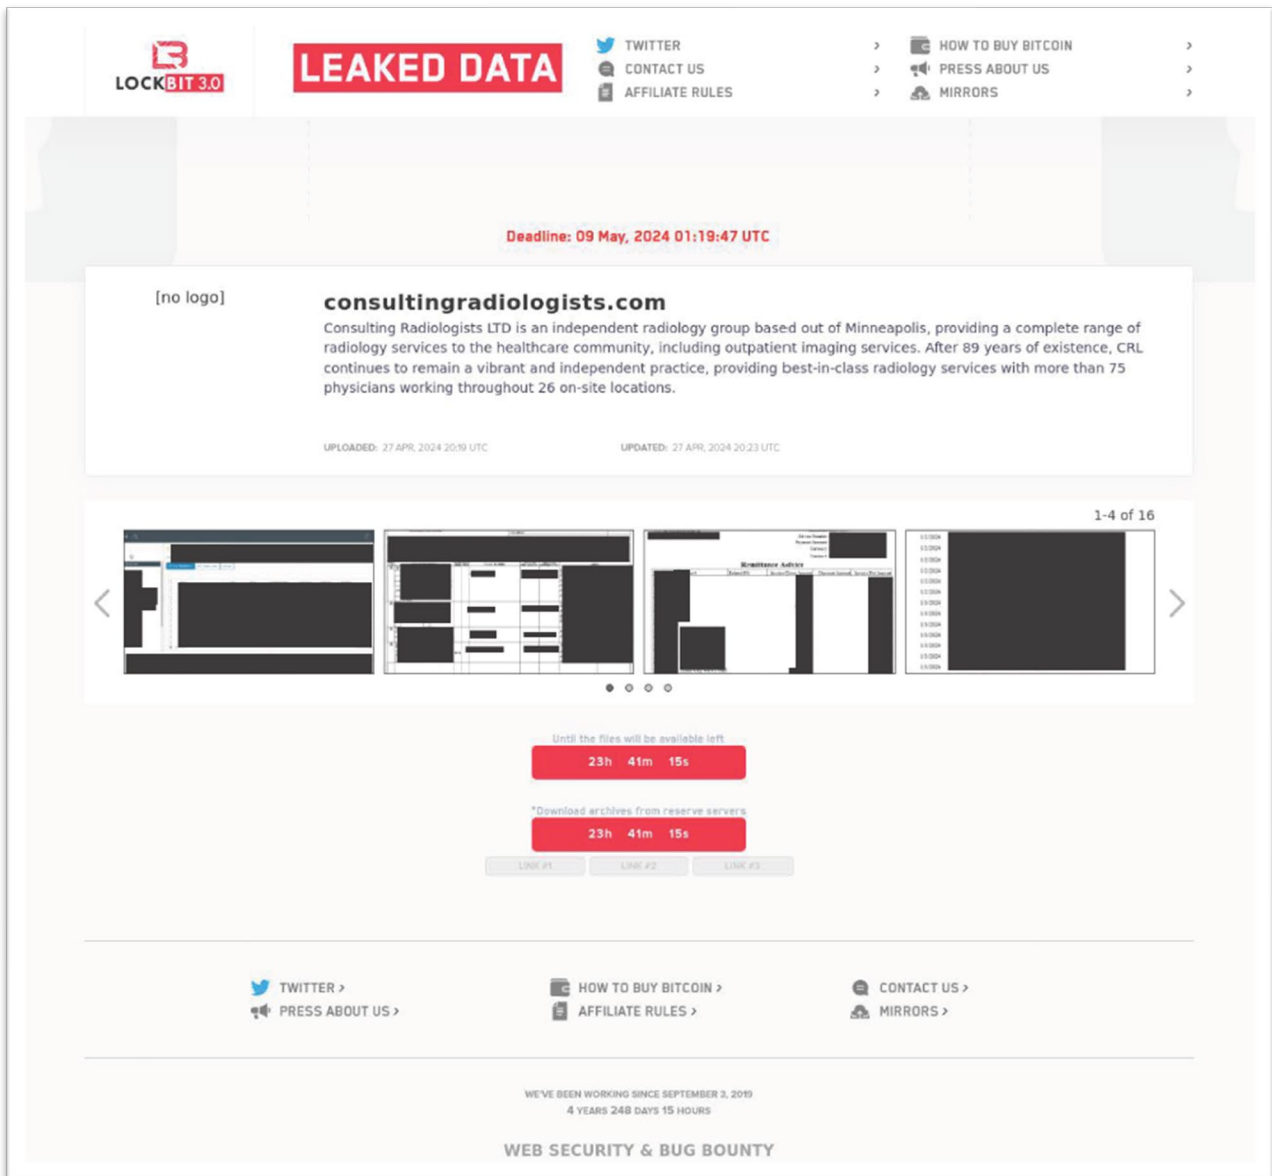 LOCKBIT 3.0
LEAKED DATA
TWITTER >
CONTACT US >
AFFILIATE RULES >
HOW TO BUY BITCOIN >
PRESS ABOUT US >
MIRRORS >
Deadline: 09 May, 2024 01:19:47 UTC
[no logo]
consultingradiologists.com
Consulting Radiologists LTD is an independent radiology group based out of Minneapolis, providing a complete range of
radiology services to the healthcare community, including outpatient imaging services. After 89 years of existence, CRL
continues to remain a vibrant and independent practice, providing best-in-class radiology services with more than 75
physicians working throughout 26 on-site locations.
UPLOADED: 27 APR, 2024 20:19 UTC UPDATED: 27 APR, 2024 20:23 UTC
1-4 of 16
Remittance Advice
Until the files will be available left
23h 41m 15s
*Download archives from reserve servers
23h 41m 15s
LINK #1 LINK #2 LINK #3
TWITTER > HOW TO BUY BITCOIN > CONTACT US >
PRESS ABOUT US > AFFILIATE RULES > MIRRORS >
WE'VE BEEN WORKING SINCE SEPTEMBER 3, 2019
4 YEARS 248 DAYS 15 HOURS
WEB SECURITY & BUG BOUNTY